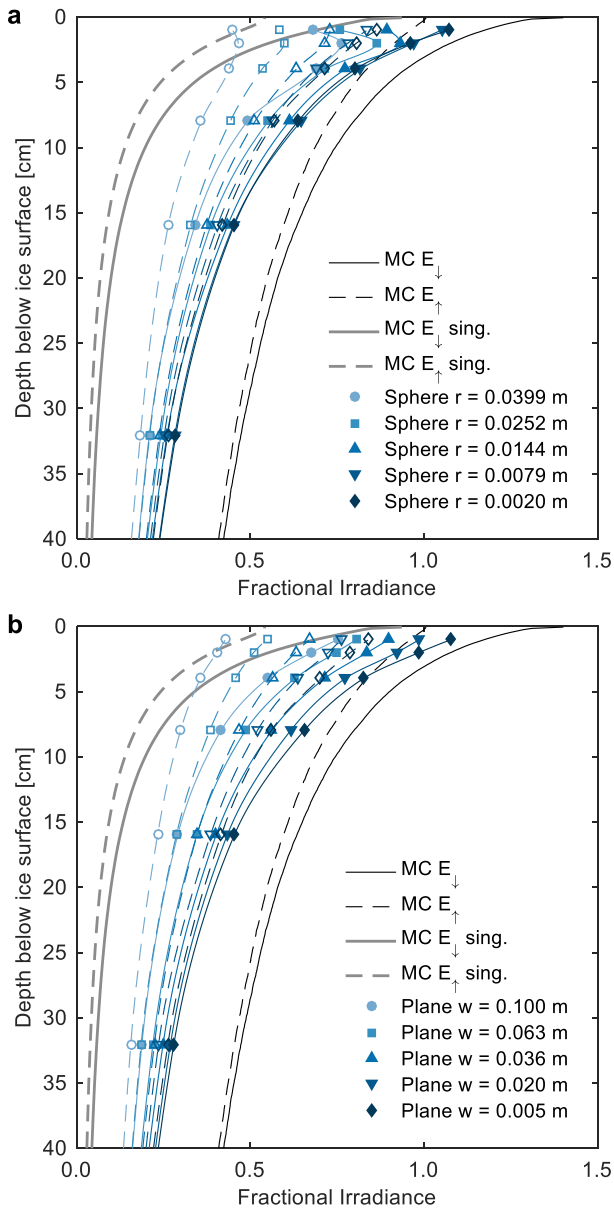 a
0
5
10
15
20
25
30
35
40
Depth below ice surface [cm]
MC E↓
MC E↑
MC E↓ sing.
MC E↑ sing.
Sphere r = 0.0399 m
Sphere r = 0.0252 m
Sphere r = 0.0144 m
Sphere r = 0.0079 m
Sphere r = 0.0020 m
0.0 0.5 1.0 1.5
Fractional Irradiance
b
0
5
10
15
20
25
30
35
40
Depth below ice surface [cm]
MC E↓
MC E↑
MC E↓ sing.
MC E↑ sing.
Plane w = 0.100 m
Plane w = 0.063 m
Plane w = 0.036 m
Plane w = 0.020 m
Plane w = 0.005 m
0.0 0.5 1.0 1.5
Fractional Irradiance